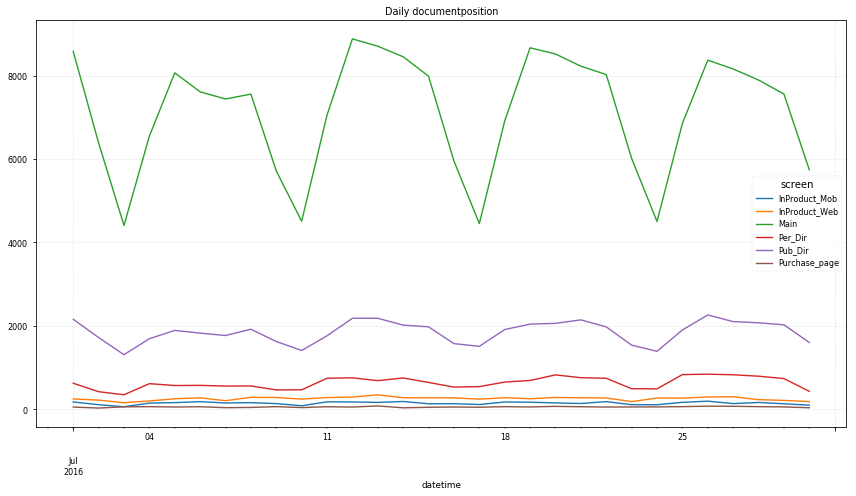 Daily documentposition
8000
6000
4000
2000
0
screen
InProduct_Mob
InProduct_Web
Main
Per_Dir
Pub_Dir
Purchase_page
04
11
18
25
Jul
2016
datetime